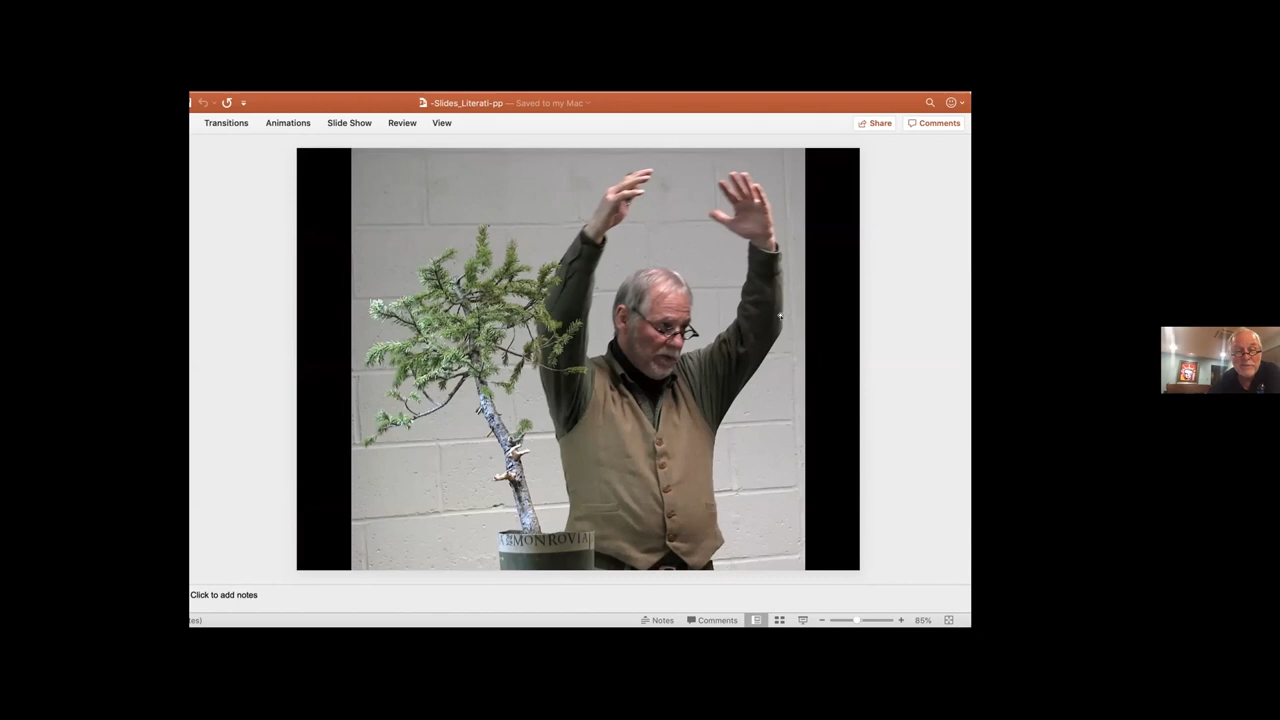 -Slides_Literati-pp — Saved to my Mac
Transitions Animations Slide Show Review View Share Comments
MONROVIA
Click to add notes
tes) Notes Comments 85%